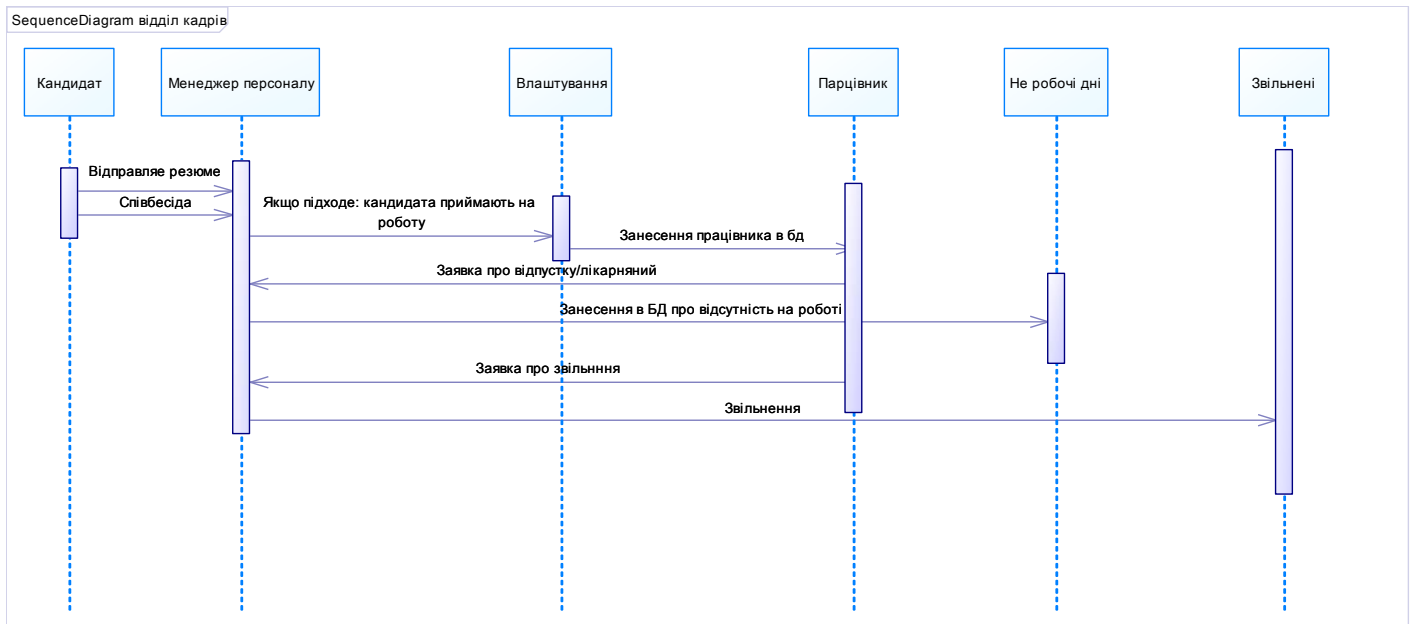 SequenceDiagram відділ кадрів
Кандидат
Менеджер персоналу
Влаштування
Парцівник
Не робочі дні
Звільнені
Відправляе резюме
Співбесіда
Якщо підходе: кандидата приймають на
роботу
Занесення працівника в бд
Заявка про відпустку/лікарняний
Занесення в БД про відсутність на роботі
Заявка про звільнння
Звільнення